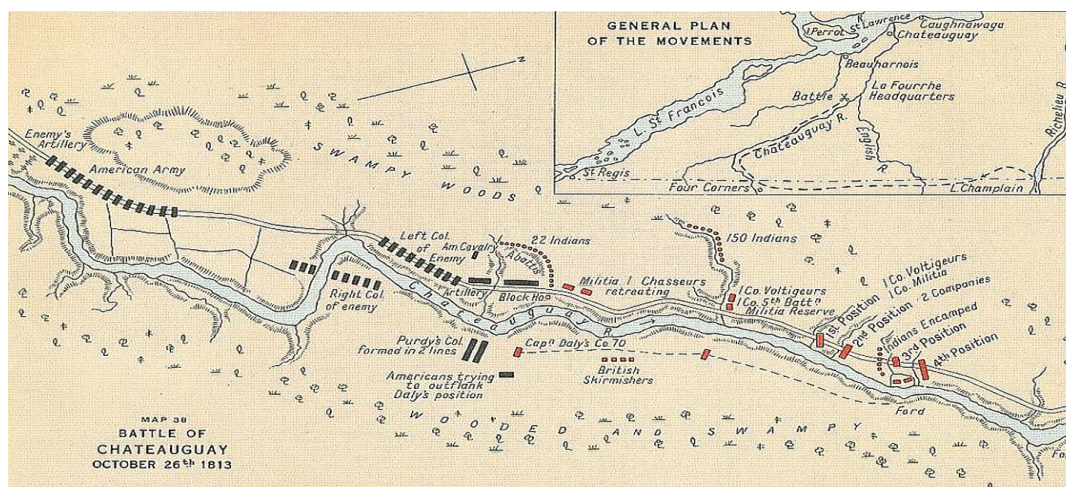 GENERAL PLAN
OF THE MOVEMENTS
I Perrot
St Lawrence
R
Caughnawaga
Chateauguay
Beauharnois
La Fourrhe
Headquarters
Battle
L. St Francois
Chateauguay R.
English R
Richelieu R.
St Regis
Four Corners
L. Champlain
N
Enemy's
Artillery
American Army
SWAMPY WOODS
Left Col.
of
Enemy
Am Cavalry
Abattis
22 Indians
150 Indians
Right Col
of enemy
Artillery
Block Hoo
Militia I Chasseurs
retreating
1 Co. Voltigeurs
1 Co. 5th Battn
Militia Reserve
Chateauguay R.
1st Position
1 Co. Voltigeurs
1 Co. Militia
2nd Position - 2 Companies
Indians Encamped
3rd Position
4th Position
Purdy's Col.
formed in 2 lines
Capn Daly's Co 70
British
Skirmishers
Americans trying
to outflank
Daly's position
Ford
WOODED AND SWAMPY
MAP 38
BATTLE OF
CHATEAUGUAY
OCTOBER 26th 1813